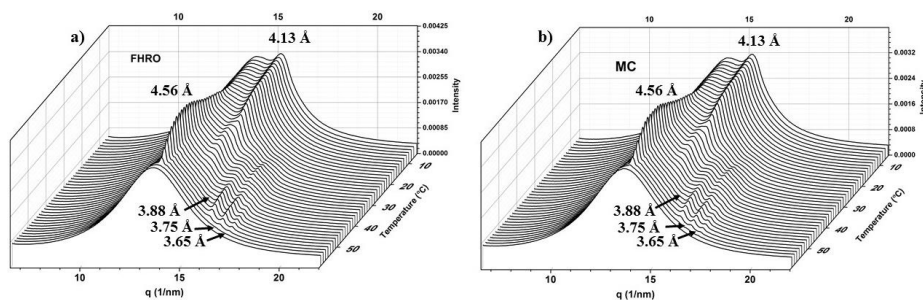 10 15 20
a)
FHRO
4.13 Å
4.56 Å
0.00425
0.00340
0.00255
0.00170
0.00085
0.0000
Intensity
10
20
30
40
50
Temperature (°C)
3.88 Å
3.75 Å
3.65 Å
10 15 20
q (1/nm)
10 15 20
b)
MC
4.13 Å
4.56 Å
0.0032
0.0024
0.0016
0.0008
0.0000
Intensity
10
20
30
40
50
Temperature (°C)
3.88 Å
3.75 Å
3.65 Å
10 15 20
q (1/nm)